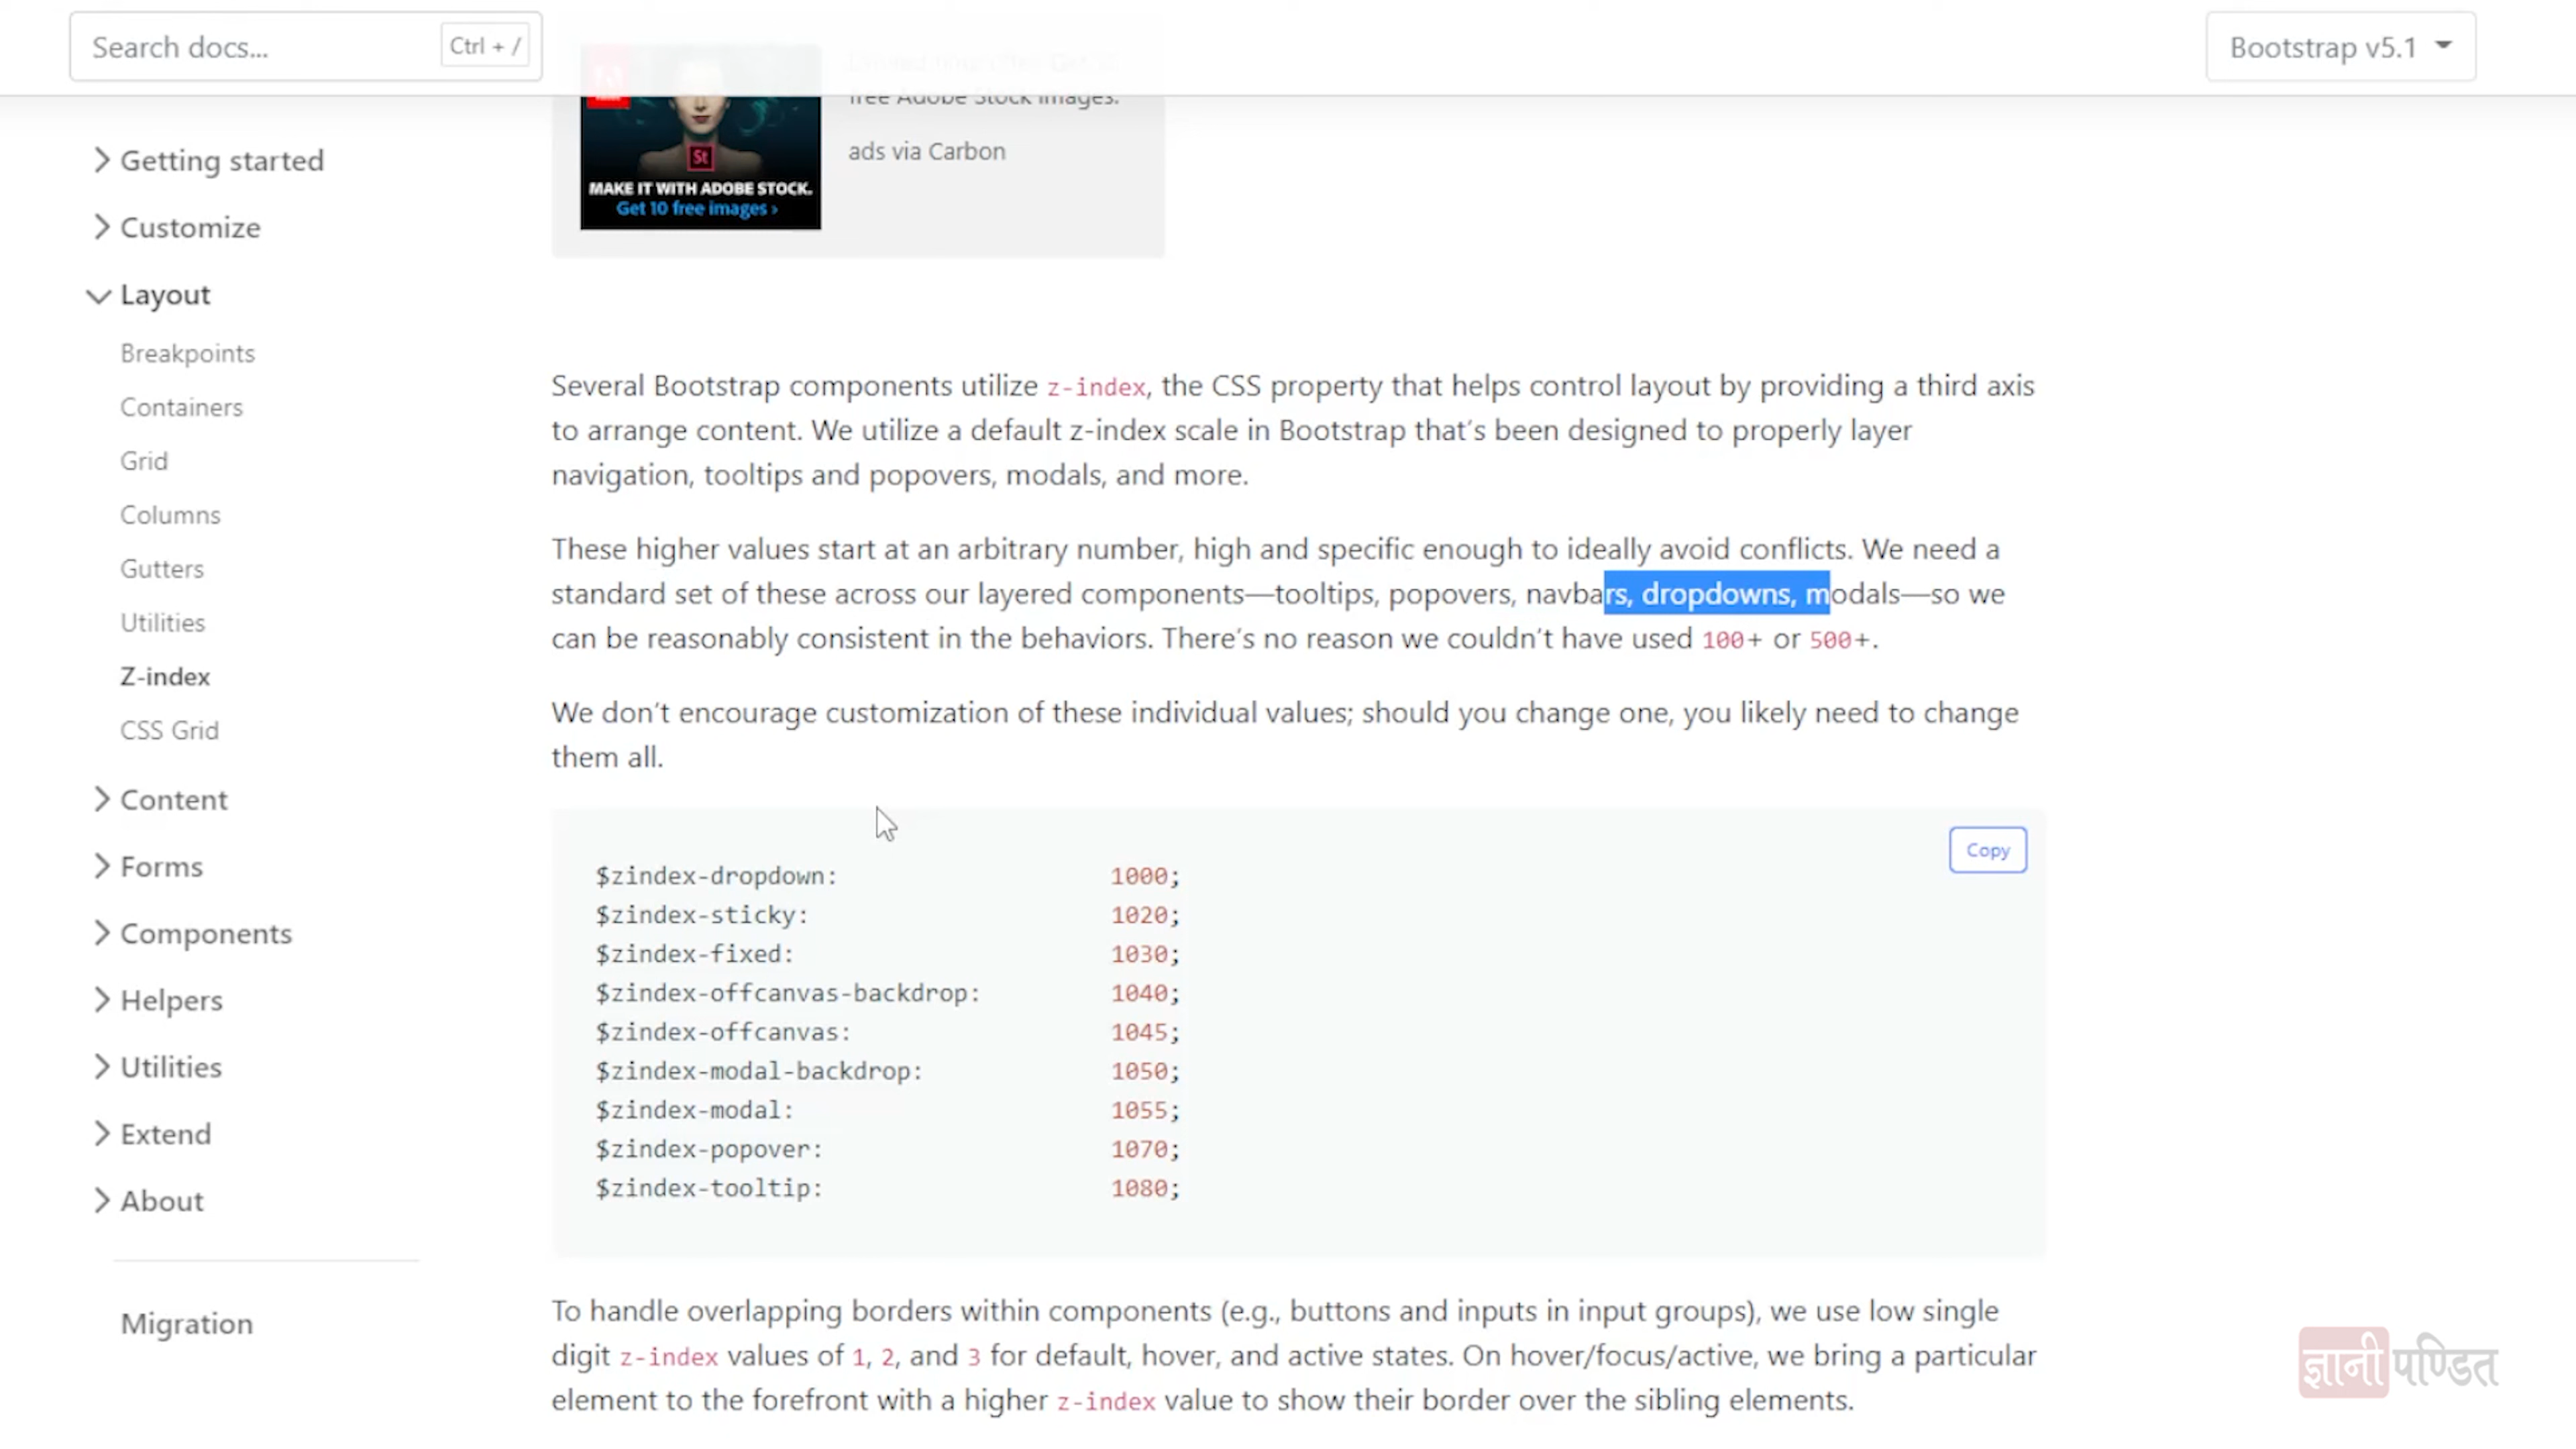 Search docs...
Ctrl + /
Bootstrap v5.1
free Adobe Stock images.
ads via Carbon
St
MAKE IT WITH ADOBE STOCK.
Get 10 free images ›
Getting started
Customize
Layout
Breakpoints
Containers
Grid
Columns
Gutters
Utilities
Z-index
CSS Grid
Content
Forms
Components
Helpers
Utilities
Extend
About
Migration
Several Bootstrap components utilize z-index, the CSS property that helps control layout by providing a third axis
to arrange content. We utilize a default z-index scale in Bootstrap that’s been designed to properly layer
navigation, tooltips and popovers, modals, and more.
These higher values start at an arbitrary number, high and specific enough to ideally avoid conflicts. We need a
standard set of these across our layered components—tooltips, popovers, navbars, dropdowns, modals—so we
can be reasonably consistent in the behaviors. There’s no reason we couldn’t have used 100+ or 500+.
We don’t encourage customization of these individual values; should you change one, you likely need to change
them all.
Copy
$zindex-dropdown: 1000;
$zindex-sticky: 1020;
$zindex-fixed: 1030;
$zindex-offcanvas-backdrop: 1040;
$zindex-offcanvas: 1045;
$zindex-modal-backdrop: 1050;
$zindex-modal: 1055;
$zindex-popover: 1070;
$zindex-tooltip: 1080;
To handle overlapping borders within components (e.g., buttons and inputs in input groups), we use low single
digit z-index values of 1, 2, and 3 for default, hover, and active states. On hover/focus/active, we bring a particular
element to the forefront with a higher z-index value to show their border over the sibling elements.
ज्ञानी पण्डित